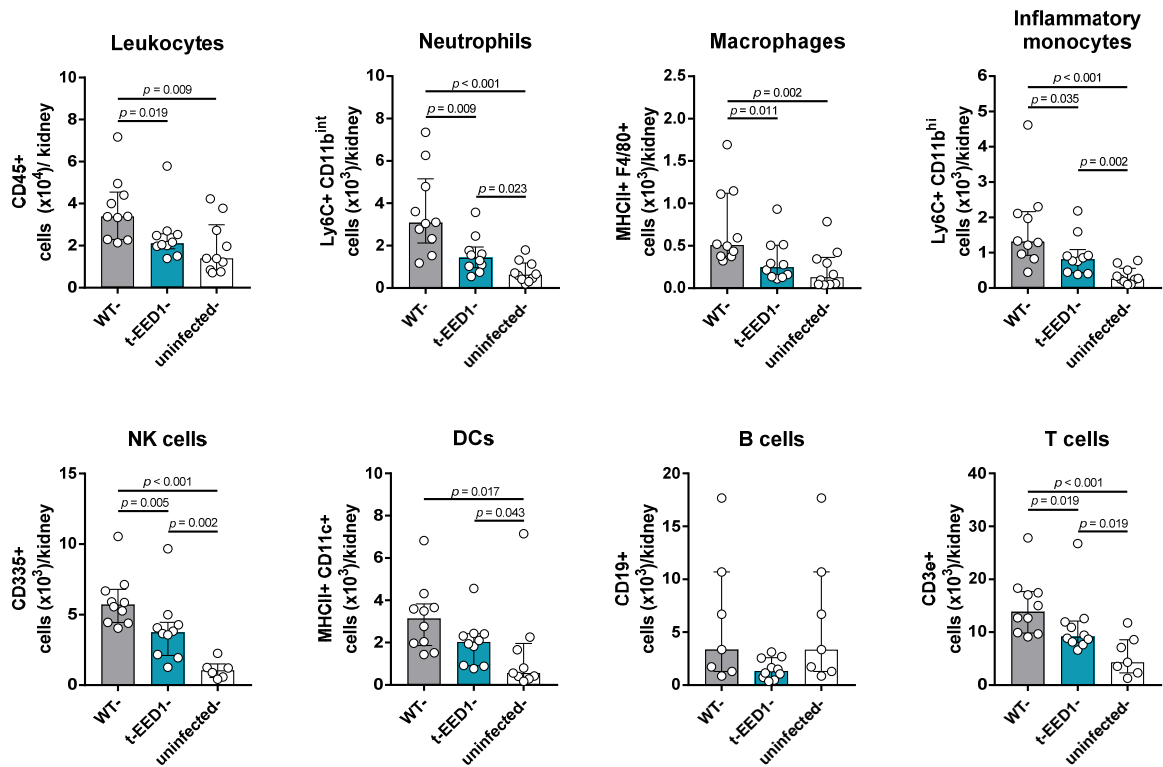 Leukocytes
CD45+
cells (x10⁴)/ kidney
10
8
6
4
2
0
p = 0.009
p = 0.019
WT-
t-EED1-
uninfected-
Neutrophils
Ly6C+ CD11bⁱⁿᵗ
cells (x10³)/kidney
10
8
6
4
2
0
p < 0.001
p = 0.009
p = 0.023
WT-
t-EED1-
uninfected-
Macrophages
MHCII+ F4/80+
cells (x10³)/kidney
2.5
2.0
1.5
1.0
0.5
0.0
p = 0.002
p = 0.011
WT-
t-EED1-
uninfected-
Inflammatory
monocytes
Ly6C+ CD11bʰⁱ
cells (x10³)/kidney
6
5
4
3
2
1
0
p < 0.001
p = 0.035
p = 0.002
WT-
t-EED1-
uninfected-
NK cells
CD335+
cells (x10³)/kidney
15
10
5
0
p < 0.001
p = 0.005
p = 0.002
WT-
t-EED1-
uninfected-
DCs
MHCII+ CD11c+
cells (x10³)/kidney
10
8
6
4
2
0
p = 0.017
p = 0.043
WT-
t-EED1-
uninfected-
B cells
CD19+
cells (x10³)/kidney
20
15
10
5
0
WT-
t-EED1-
uninfected-
T cells
CD3e+
cells (x10³)/kidney
40
30
20
10
0
p < 0.001
p = 0.019
p = 0.019
WT-
t-EED1-
uninfected-